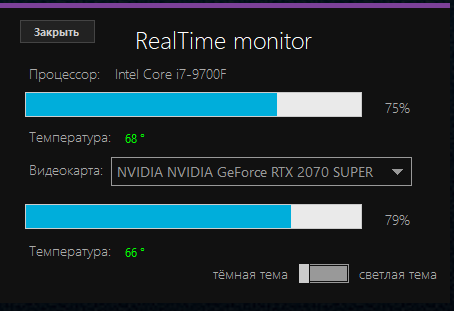 Закрыть
RealTime monitor
Процессор: Intel Core i7-9700F
75%
Температура: 68 °
Видеокарта: NVIDIA NVIDIA GeForce RTX 2070 SUPER
79%
Температура: 66 °
тёмная тема светлая тема